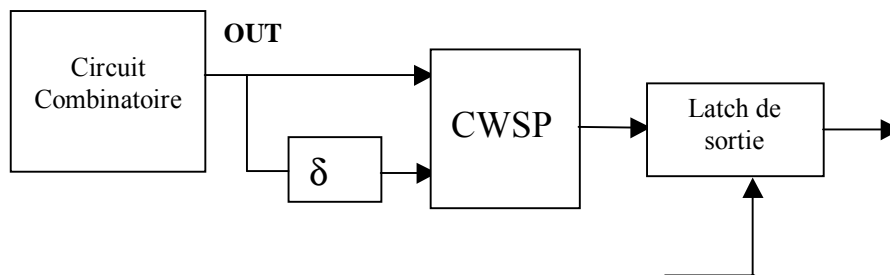 OUT
Circuit
Combinatoire
CWSP
Latch de
sortie
δ